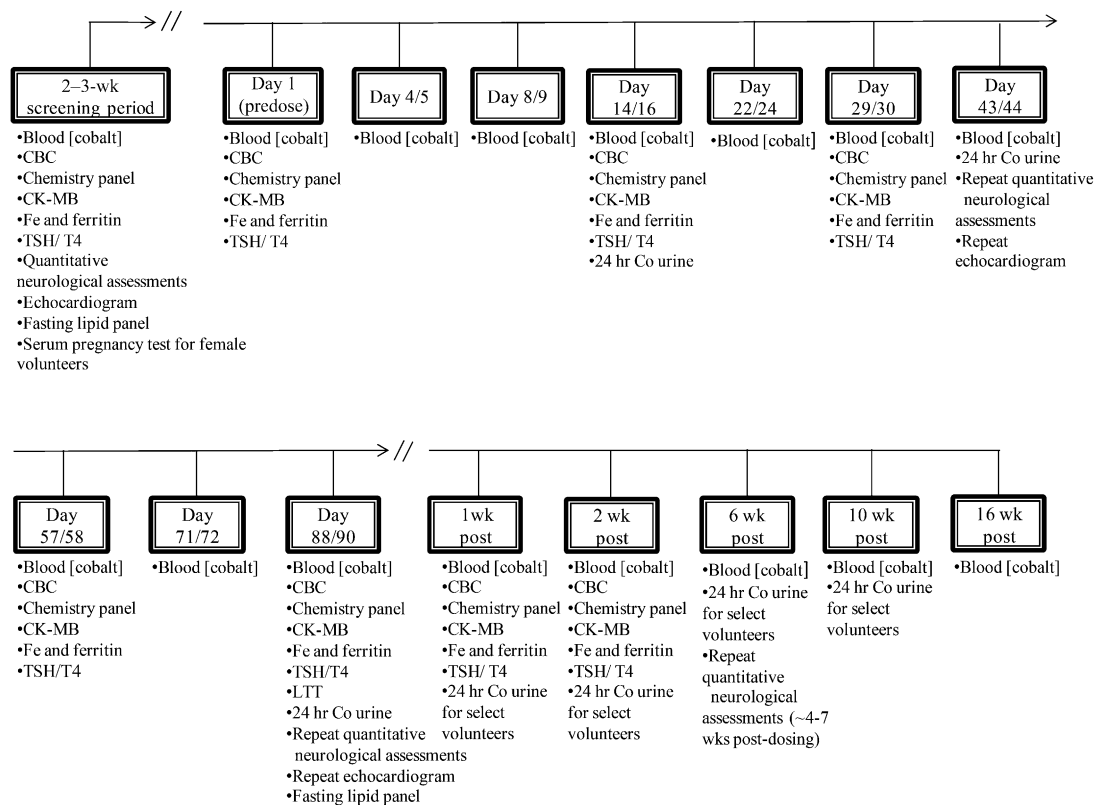 2–3-wk
screening period
•Blood [cobalt]
•CBC
•Chemistry panel
•CK-MB
•Fe and ferritin
•TSH/ T4
•Quantitative
neurological assessments
•Echocardiogram
•Fasting lipid panel
•Serum pregnancy test for female
volunteers
Day 1
(predose)
•Blood [cobalt]
•CBC
•Chemistry panel
•CK-MB
•Fe and ferritin
•TSH/ T4
Day 4/5
•Blood [cobalt]
Day 8/9
•Blood [cobalt]
Day
14/16
•Blood [cobalt]
•CBC
•Chemistry panel
•CK-MB
•Fe and ferritin
•TSH/ T4
•24 hr Co urine
Day
22/24
•Blood [cobalt]
Day
29/30
•Blood [cobalt]
•CBC
•Chemistry panel
•CK-MB
•Fe and ferritin
•TSH/ T4
Day
43/44
•Blood [cobalt]
•24 hr Co urine
•Repeat quantitative
neurological
assessments
•Repeat
echocardiogram
Day
57/58
•Blood [cobalt]
•CBC
•Chemistry panel
•CK-MB
•Fe and ferritin
•TSH/T4
Day
71/72
•Blood [cobalt]
Day
88/90
•Blood [cobalt]
•CBC
•Chemistry panel
•CK-MB
•Fe and ferritin
•TSH/T4
•LTT
•24 hr Co urine
•Repeat quantitative
neurological assessments
•Repeat echocardiogram
•Fasting lipid panel
1wk
post
•Blood [cobalt]
•CBC
•Chemistry panel
•CK-MB
•Fe and ferritin
•TSH/ T4
•24 hr Co urine
for select
volunteers
2 wk
post
•Blood [cobalt]
•CBC
•Chemistry panel
•CK-MB
•Fe and ferritin
•TSH/ T4
•24 hr Co urine
for select
volunteers
6 wk
post
•Blood [cobalt]
•24 hr Co urine
for select
volunteers
•Repeat
quantitative
neurological
assessments (~4-7
wks post-dosing)
10 wk
post
•Blood [cobalt]
•24 hr Co urine
for select
volunteers
16 wk
post
•Blood [cobalt]